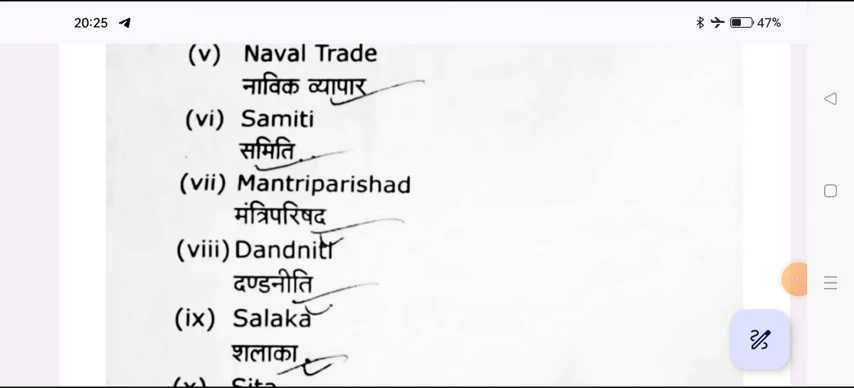 20:25
47%
(v) Naval Trade
नाविक व्यापार
(vi) Samiti
समिति
(vii) Mantriparishad
मंत्रिपरिषद
(viii) Dandniti
दण्डनीति
(ix) Salaka
शलाका
(x) Sita